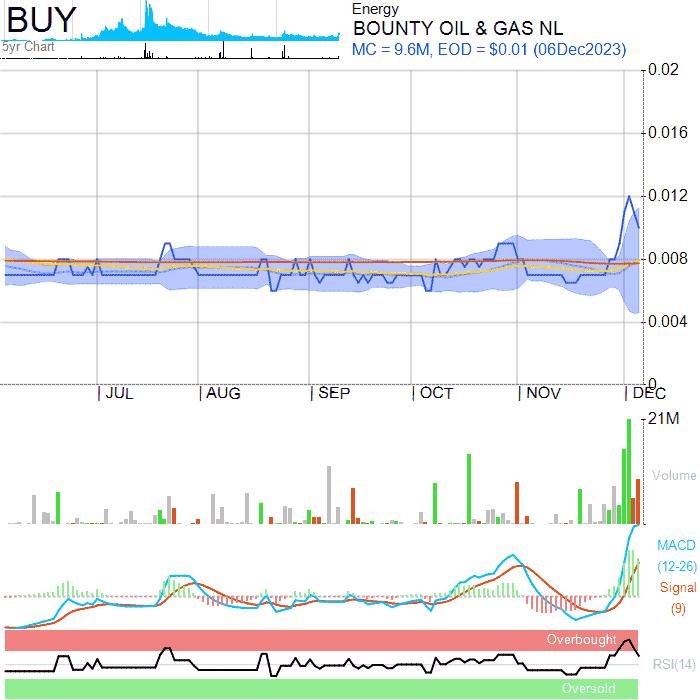 BUY
5yr Chart
Energy
BOUNTY OIL & GAS NL
MC = 9.6M, EOD = $0.01 (06Dec2023)
0.02
0.016
0.012
0.008
0.004
0
JUL AUG SEP OCT NOV DEC
21M
Volume
MACD
(12-26)
Signal
(9)
Overbought
RSI(14)
Oversold